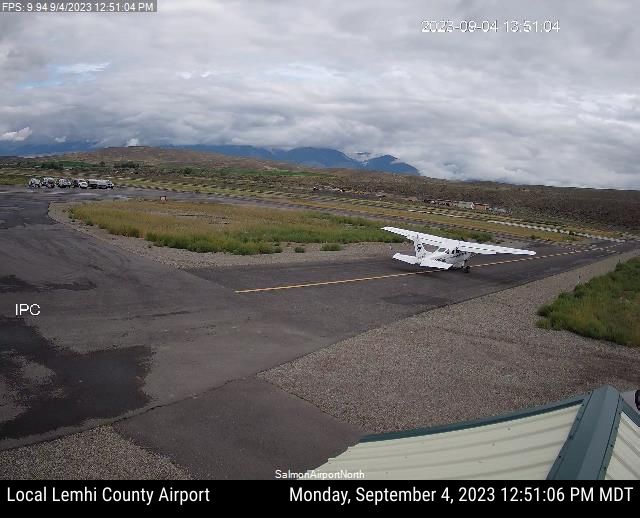 FPS: 9.94 9/4/2023 12:51:04 PM
2023-09-04 13:51:04
IPC
SalmonAirportNorth
Local Lemhi County Airport
Monday, September 4, 2023 12:51:06 PM MDT